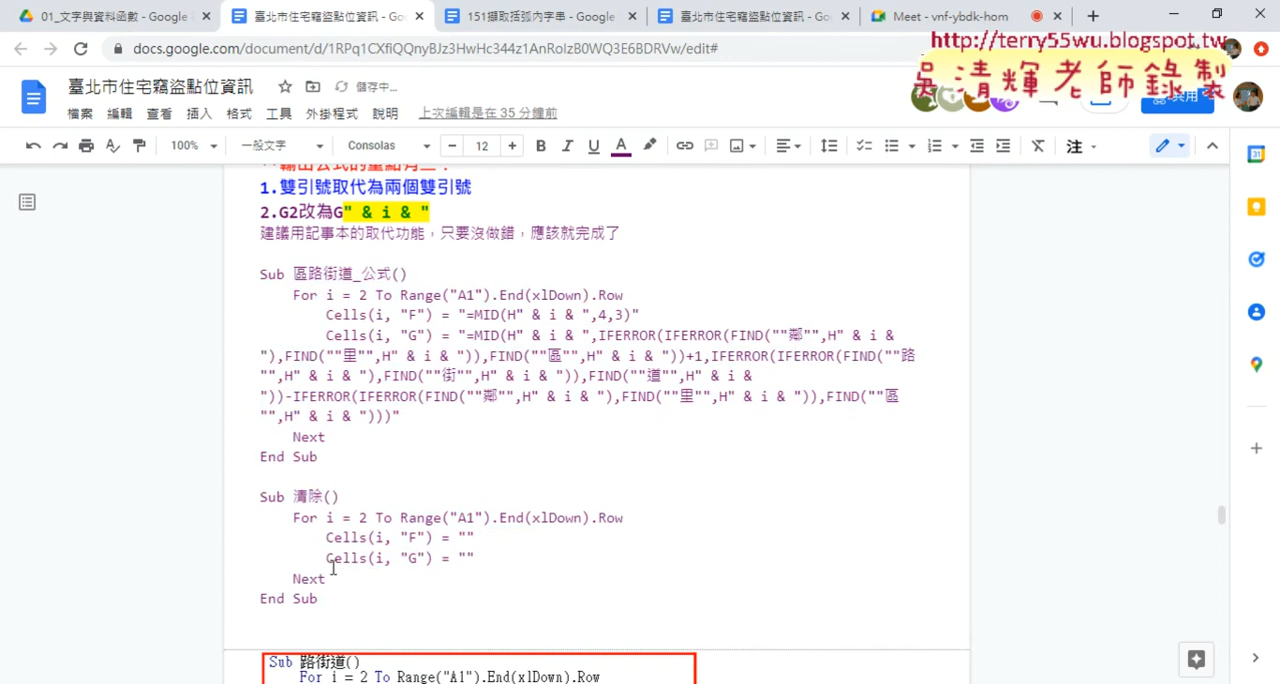 01_文字與資料函數 - Google
臺北市住宅竊盜點位資訊 - Go
151擷取括弧內字串 - Google
臺北市住宅竊盜點位資訊 - Go
Meet - vnf-ybdk-hom
docs.google.com/document/d/1RPq1CXfiQQnyBJz3HwHc344z1AnRolzB0WQ3E6BDRVw/edit#
http://terry55wu.blogspot.tw
吳清輝老師錄製
臺北市住宅竊盜點位資訊
儲存中...
檔案 編輯 查看 插入 格式 工具 外掛程式 說明 上次編輯是在 35 分鐘前
100% 一般文字 Consolas 12 注
1.雙引號取代為兩個雙引號
2.G2改為G" & i & "
建議用記事本的取代功能，只要沒做錯，應該就完成了
Sub 區路街道_公式()
For i = 2 To Range("A1").End(xlDown).Row
Cells(i, "F") = "=MID(H" & i & ",4,3)"
Cells(i, "G") = "=MID(H" & i & ",IFERROR(IFERROR(FIND(""鄰"",H" & i &
"),FIND(""里"",H" & i & ")),FIND(""區"",H" & i & "))+1,IFERROR(IFERROR(FIND(""路
"",H" & i & "),FIND(""街"",H" & i & ")),FIND(""道"",H" & i &
"))-IFERROR(IFERROR(FIND(""鄰"",H" & i & "),FIND(""里"",H" & i & ")),FIND(""區
"",H" & i & ")))"
Next
End Sub
Sub 清除()
For i = 2 To Range("A1").End(xlDown).Row
Cells(i, "F") = ""
Cells(i, "G") = ""
Next
End Sub
Sub 路街道()
For i = 2 To Range("A1").End(xlDown).Row